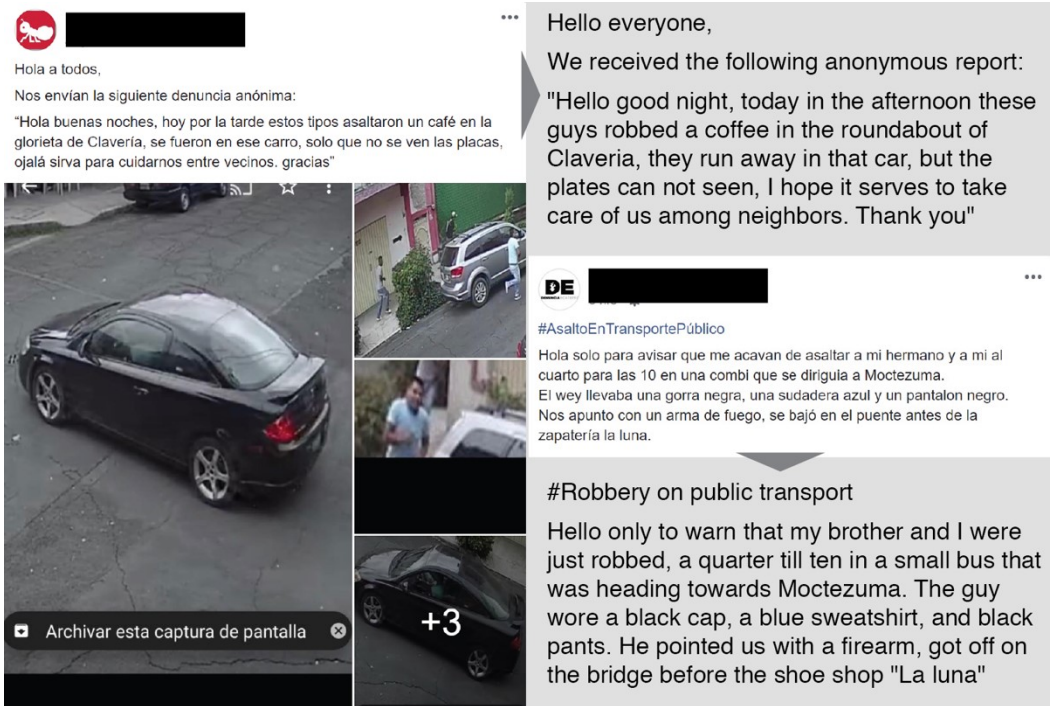 Hola a todos,
Nos envían la siguiente denuncia anónima:
“Hola buenas noches, hoy por la tarde estos tipos asaltaron un café en la
glorieta de Clavería, se fueron en ese carro, solo que no se ven las placas,
ojalá sirva para cuidarnos entre vecinos. gracias”
Archivar esta captura de pantalla
+3
Hello everyone,
We received the following anonymous report:
"Hello good night, today in the afternoon these
guys robbed a coffee in the roundabout of
Claveria, they run away in that car, but the
plates can not seen, I hope it serves to take
care of us among neighbors. Thank you"
DE
#AsaltoEnTransportePúblico
Hola solo para avisar que me acavan de asaltar a mi hermano y a mi al
cuarto para las 10 en una combi que se diriguia a Moctezuma.
El wey llevaba una gorra negra, una sudadera azul y un pantalon negro.
Nos apunto con un arma de fuego, se bajó en el puente antes de la
zapatería la luna.
#Robbery on public transport
Hello only to warn that my brother and I were
just robbed, a quarter till ten in a small bus that
was heading towards Moctezuma. The guy
wore a black cap, a blue sweatshirt, and black
pants. He pointed us with a firearm, got off on
the bridge before the shoe shop "La luna"